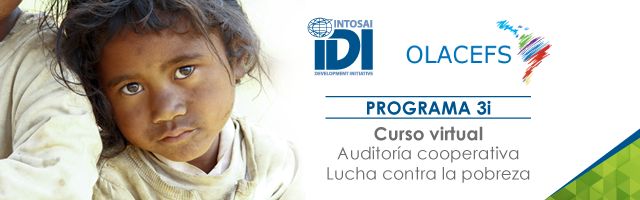 INTOSAI
IDI
DEVELOPMENT INITIATIVE
OLACEFS
PROGRAMA 3i
Curso virtual
Auditoría cooperativa
Lucha contra la pobreza